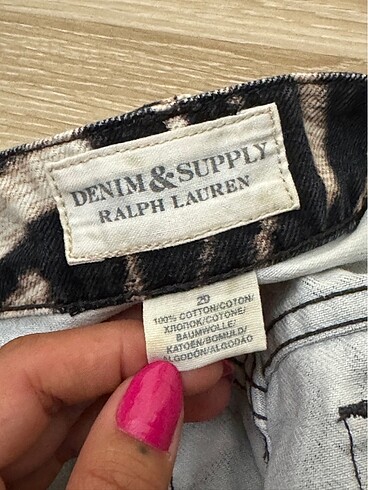 DENIM & SUPPLY
RALPH LAUREN
29
100% COTTON/COTON/
ХЛОПОК/COTONE/
BAUMWOLLE/
KATOEN/BOMULD/
ALGODÓN/ALGODÃO